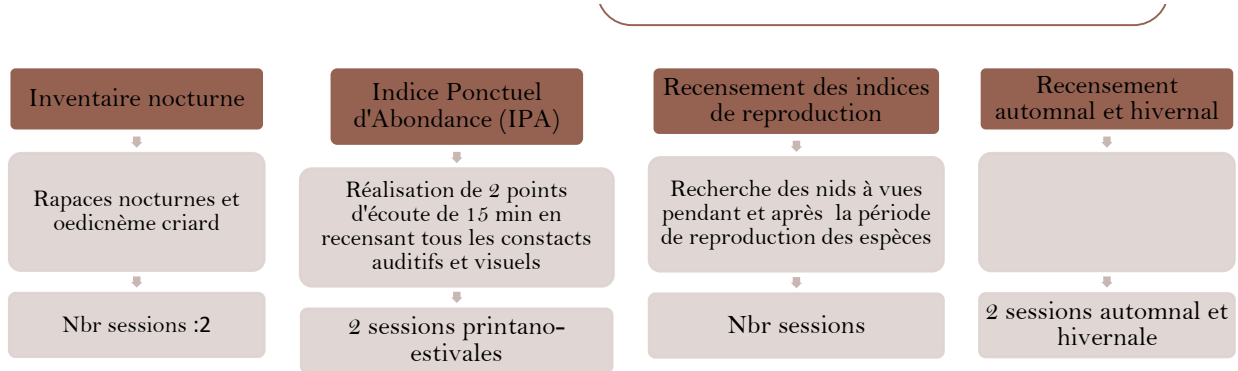 Inventaire nocturne
Rapaces nocturnes et
oedicnème criard
Nbr sessions :2
Indice Ponctuel
d'Abondance (IPA)
Réalisation de 2 points
d'écoute de 15 min en
recensant tous les constacts
auditifs et visuels
2 sessions printano-
estivales
Recensement des indices
de reproduction
Recherche des nids à vues
pendant et après la période
de reproduction des espèces
Nbr sessions
Recensement
automnal et hivernal
2 sessions automnal et
hivernale